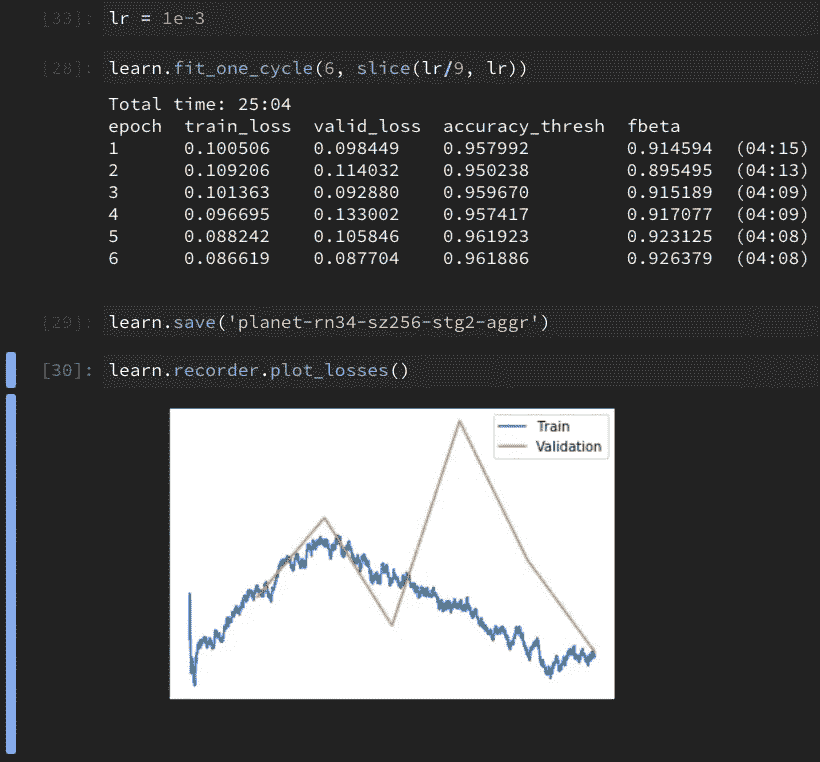 [33]: lr = 1e-3
[28]: learn.fit_one_cycle(6, slice(lr/9, lr))
Total time: 25:04
epoch train_loss valid_loss accuracy_thresh fbeta
1 0.100506 0.098449 0.957992 0.914594 (04:15)
2 0.109206 0.114032 0.950238 0.895495 (04:13)
3 0.101363 0.092880 0.959670 0.915189 (04:09)
4 0.096695 0.133002 0.957417 0.917077 (04:09)
5 0.088242 0.105846 0.961923 0.923125 (04:08)
6 0.086619 0.087704 0.961886 0.926379 (04:08)
[29]: learn.save('planet-rn34-sz256-stg2-aggr')
[30]: learn.recorder.plot_losses()
Train
Validation